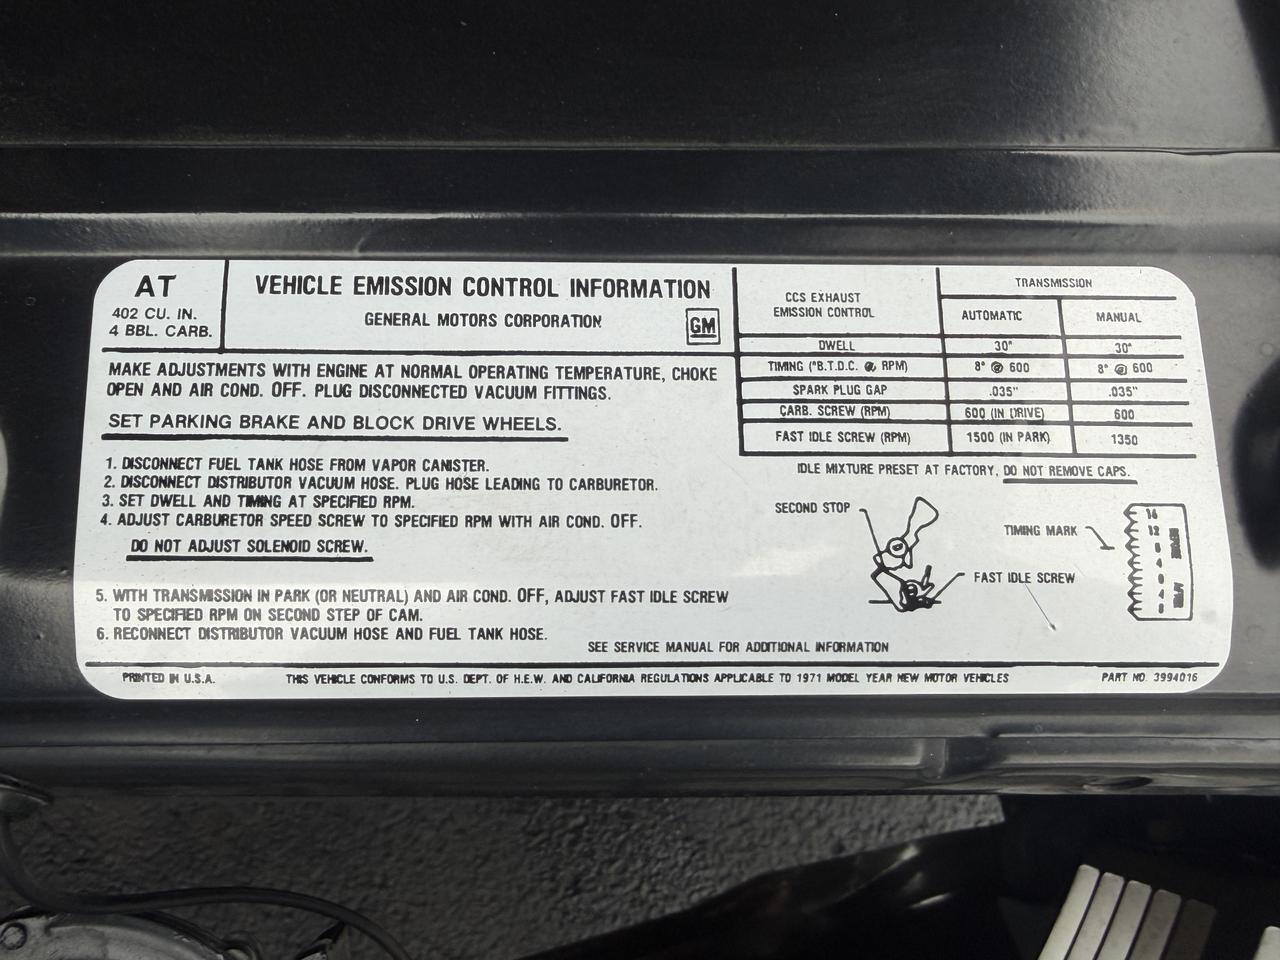 AT
402 CU. IN.
4 BBL. CARB.
VEHICLE EMISSION CONTROL INFORMATION
GENERAL MOTORS CORPORATION
GM
MAKE ADJUSTMENTS WITH ENGINE AT NORMAL OPERATING TEMPERATURE, CHOKE
OPEN AND AIR COND. OFF. PLUG DISCONNECTED VACUUM FITTINGS.
SET PARKING BRAKE AND BLOCK DRIVE WHEELS.
1. DISCONNECT FUEL TANK HOSE FROM VAPOR CANISTER.
2. DISCONNECT DISTRIBUTOR VACUUM HOSE. PLUG HOSE LEADING TO CARBURETOR.
3. SET DWELL AND TIMING AT SPECIFIED RPM.
4. ADJUST CARBURETOR SPEED SCREW TO SPECIFIED RPM WITH AIR COND. OFF.
DO NOT ADJUST SOLENOID SCREW.
5. WITH TRANSMISSION IN PARK (OR NEUTRAL) AND AIR COND. OFF, ADJUST FAST IDLE SCREW
TO SPECIFIED RPM ON SECOND STEP OF CAM.
6. RECONNECT DISTRIBUTOR VACUUM HOSE AND FUEL TANK HOSE.
CCS EXHAUST
EMISSION CONTROL
TRANSMISSION
AUTOMATIC MANUAL
DWELL 30° 30°
TIMING (°B.T.D.C. @ RPM) 8° @ 600 8° @ 600
SPARK PLUG GAP .035" .035"
CARB. SCREW (RPM) 600 (IN DRIVE) 600
FAST IDLE SCREW (RPM) 1500 (IN PARK) 1350
IDLE MIXTURE PRESET AT FACTORY, DO NOT REMOVE CAPS.
SECOND STOP
FAST IDLE SCREW
TIMING MARK
16
12
8
4
0
4
SEE SERVICE MANUAL FOR ADDITIONAL INFORMATION
PRINTED IN U.S.A.
THIS VEHICLE CONFORMS TO U.S. DEPT. OF H.E.W. AND CALIFORNIA REGULATIONS APPLICABLE TO 1971 MODEL YEAR NEW MOTOR VEHICLES
PART NO. 3994016